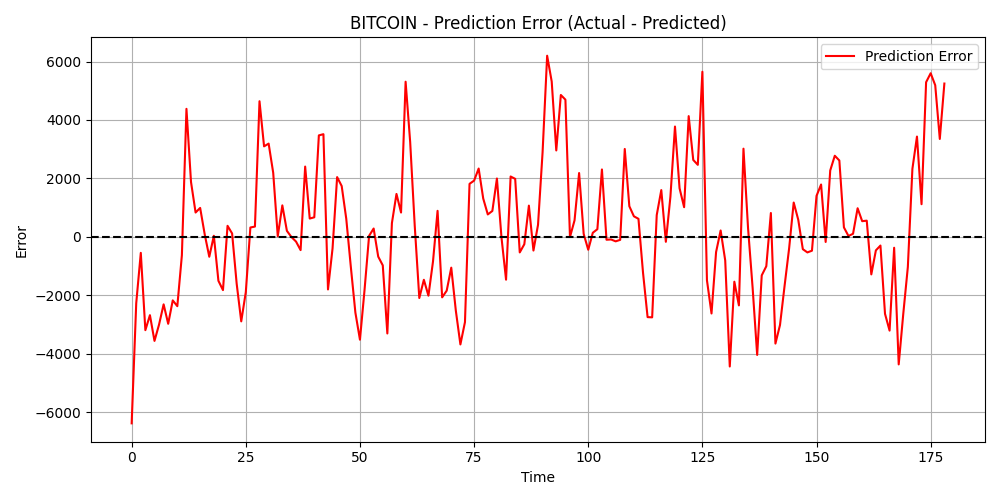 BITCOIN - Prediction Error (Actual - Predicted)
Prediction Error
6000
4000
2000
0
−2000
−4000
−6000
Error
0 25 50 75 100 125 150 175
Time